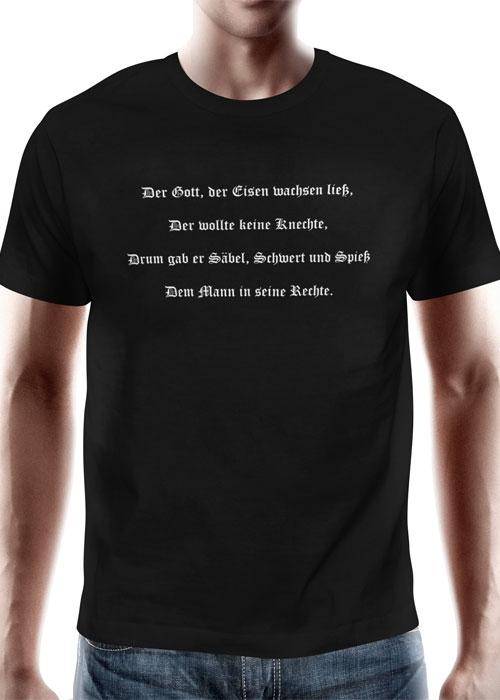 Der Gott, der Eisen wachsen ließ,
Der wollte keine Knechte,
Drum gab er Säbel, Schwert und Spieß
Dem Mann in seine Rechte.